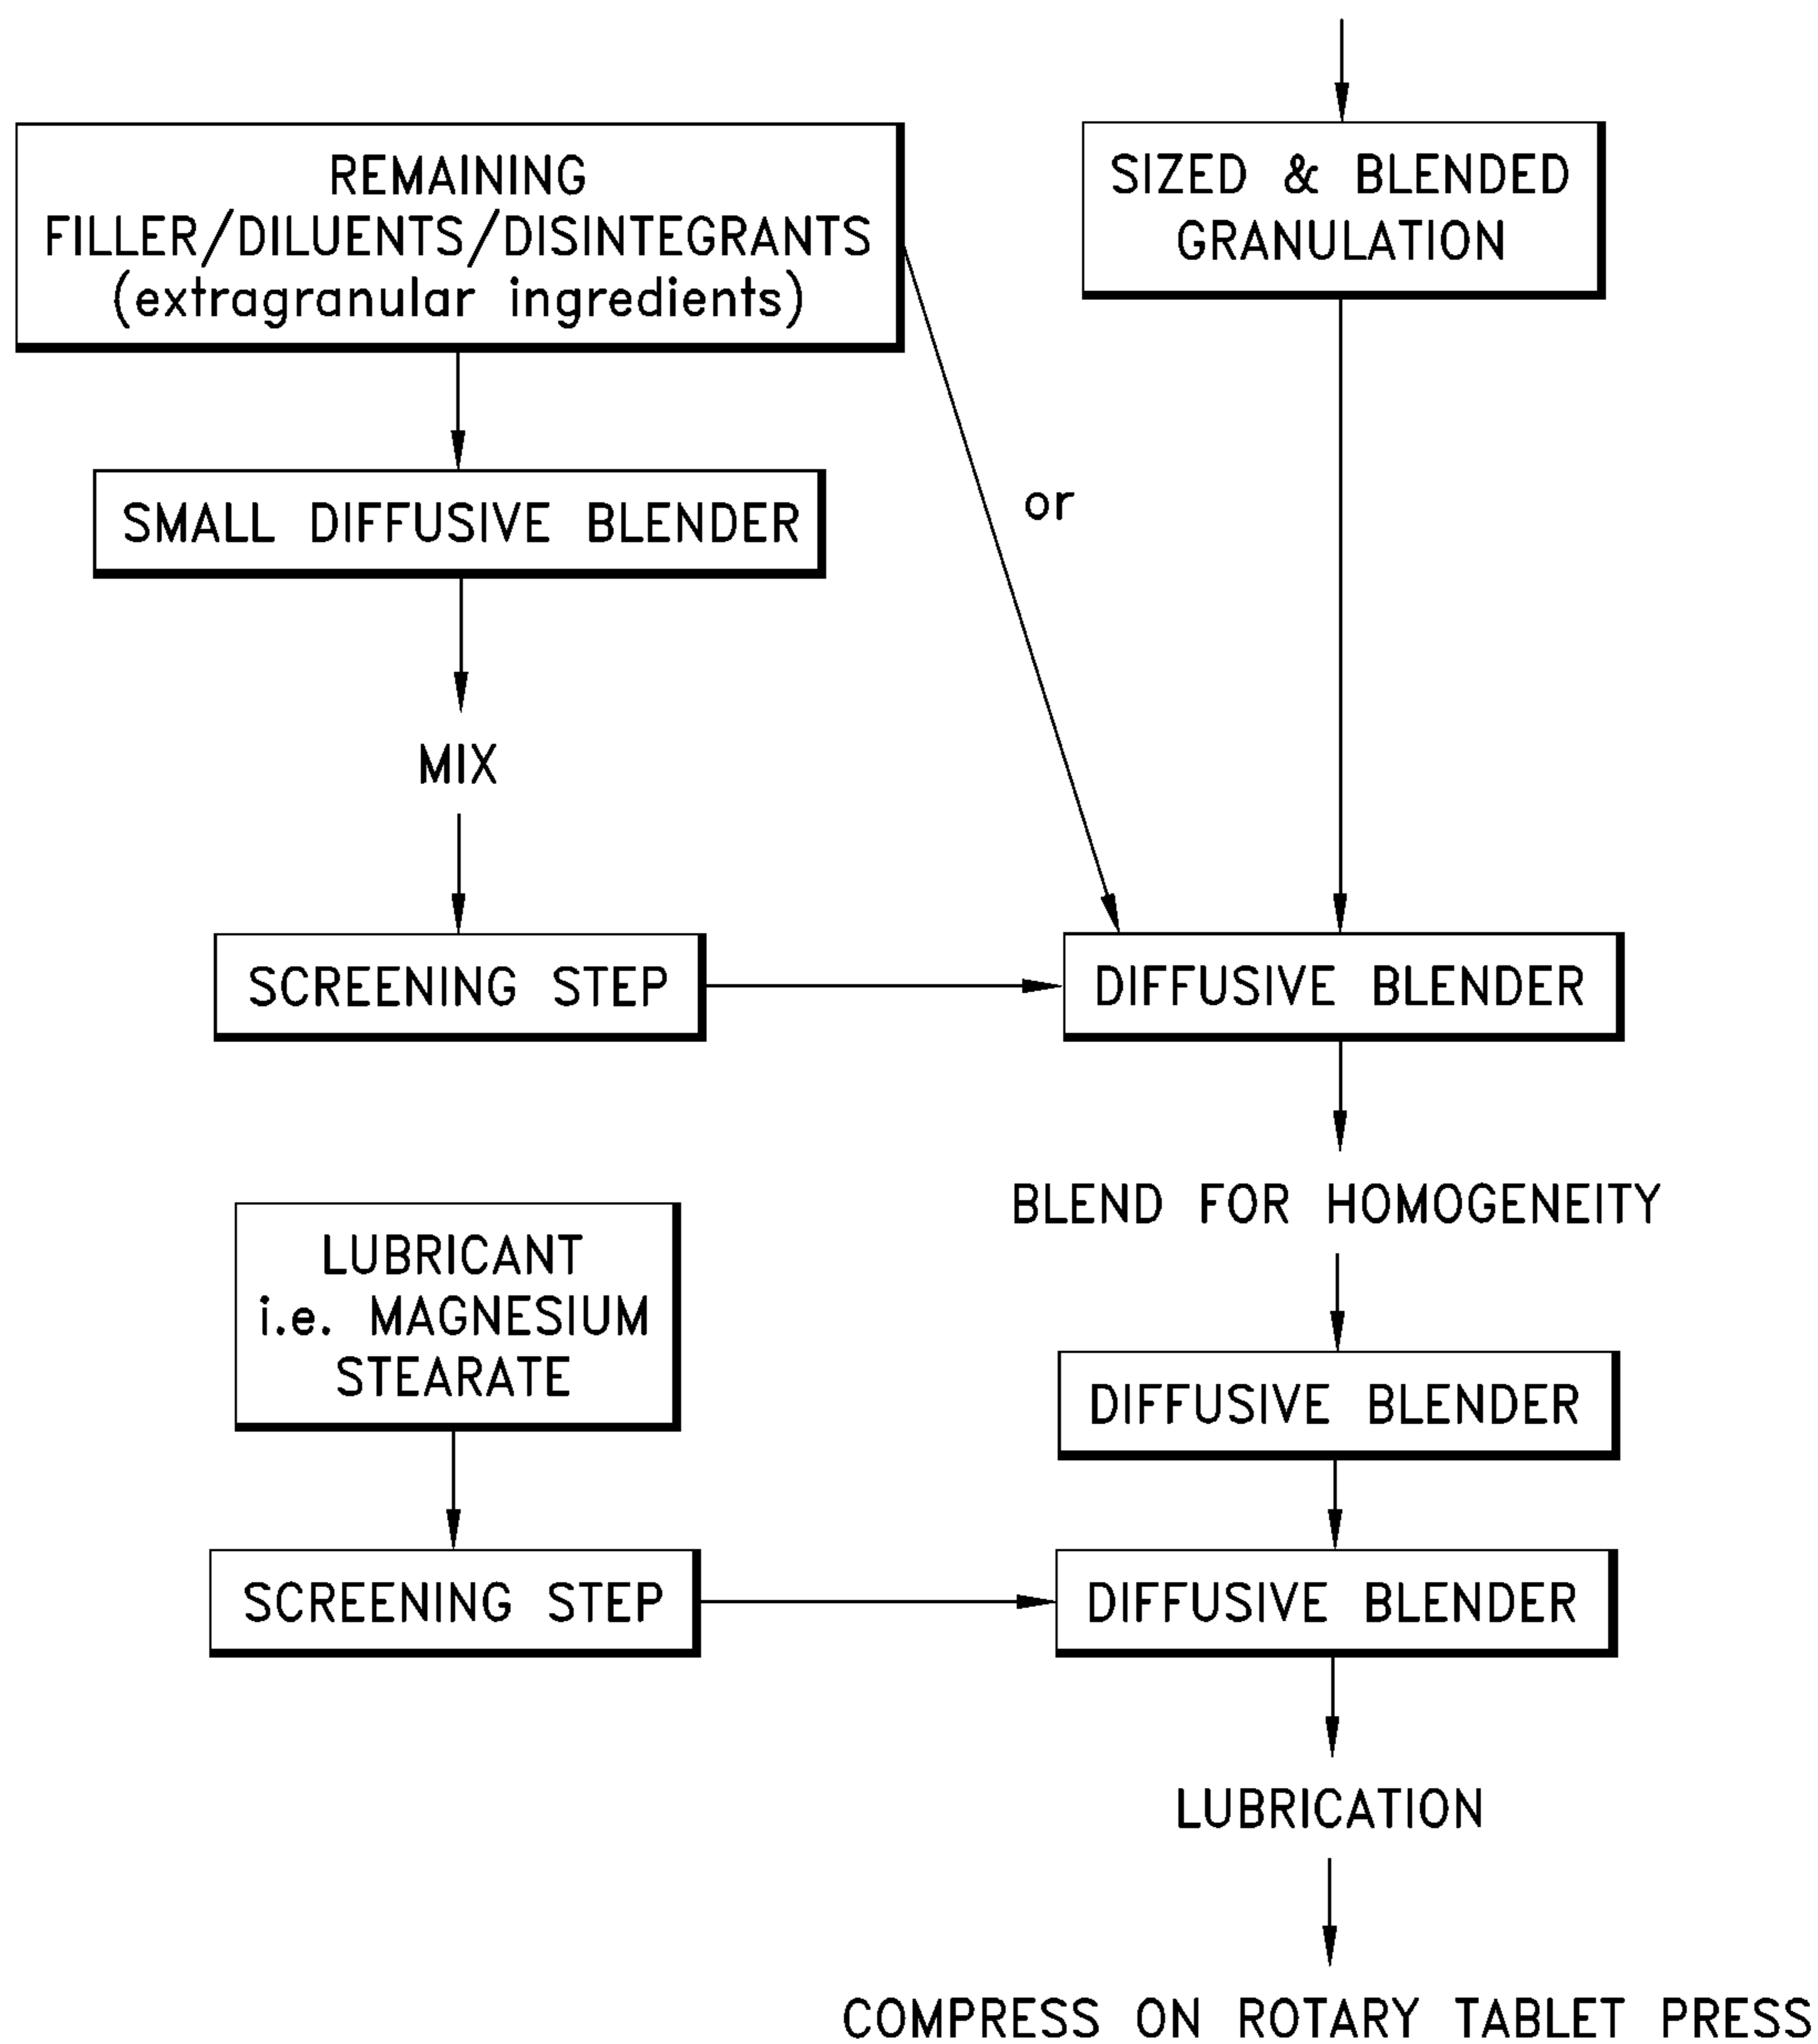 REMAINING
FILLER/DILUENTS/DISINTEGRANTS
(extragranular ingredients)
SIZED & BLENDED
GRANULATION
SMALL DIFFUSIVE BLENDER
or
MIX
SCREENING STEP
DIFFUSIVE BLENDER
BLEND FOR HOMOGENEITY
LUBRICANT
i.e. MAGNESIUM
STEARATE
DIFFUSIVE BLENDER
SCREENING STEP
DIFFUSIVE BLENDER
LUBRICATION
COMPRESS ON ROTARY TABLET PRESS